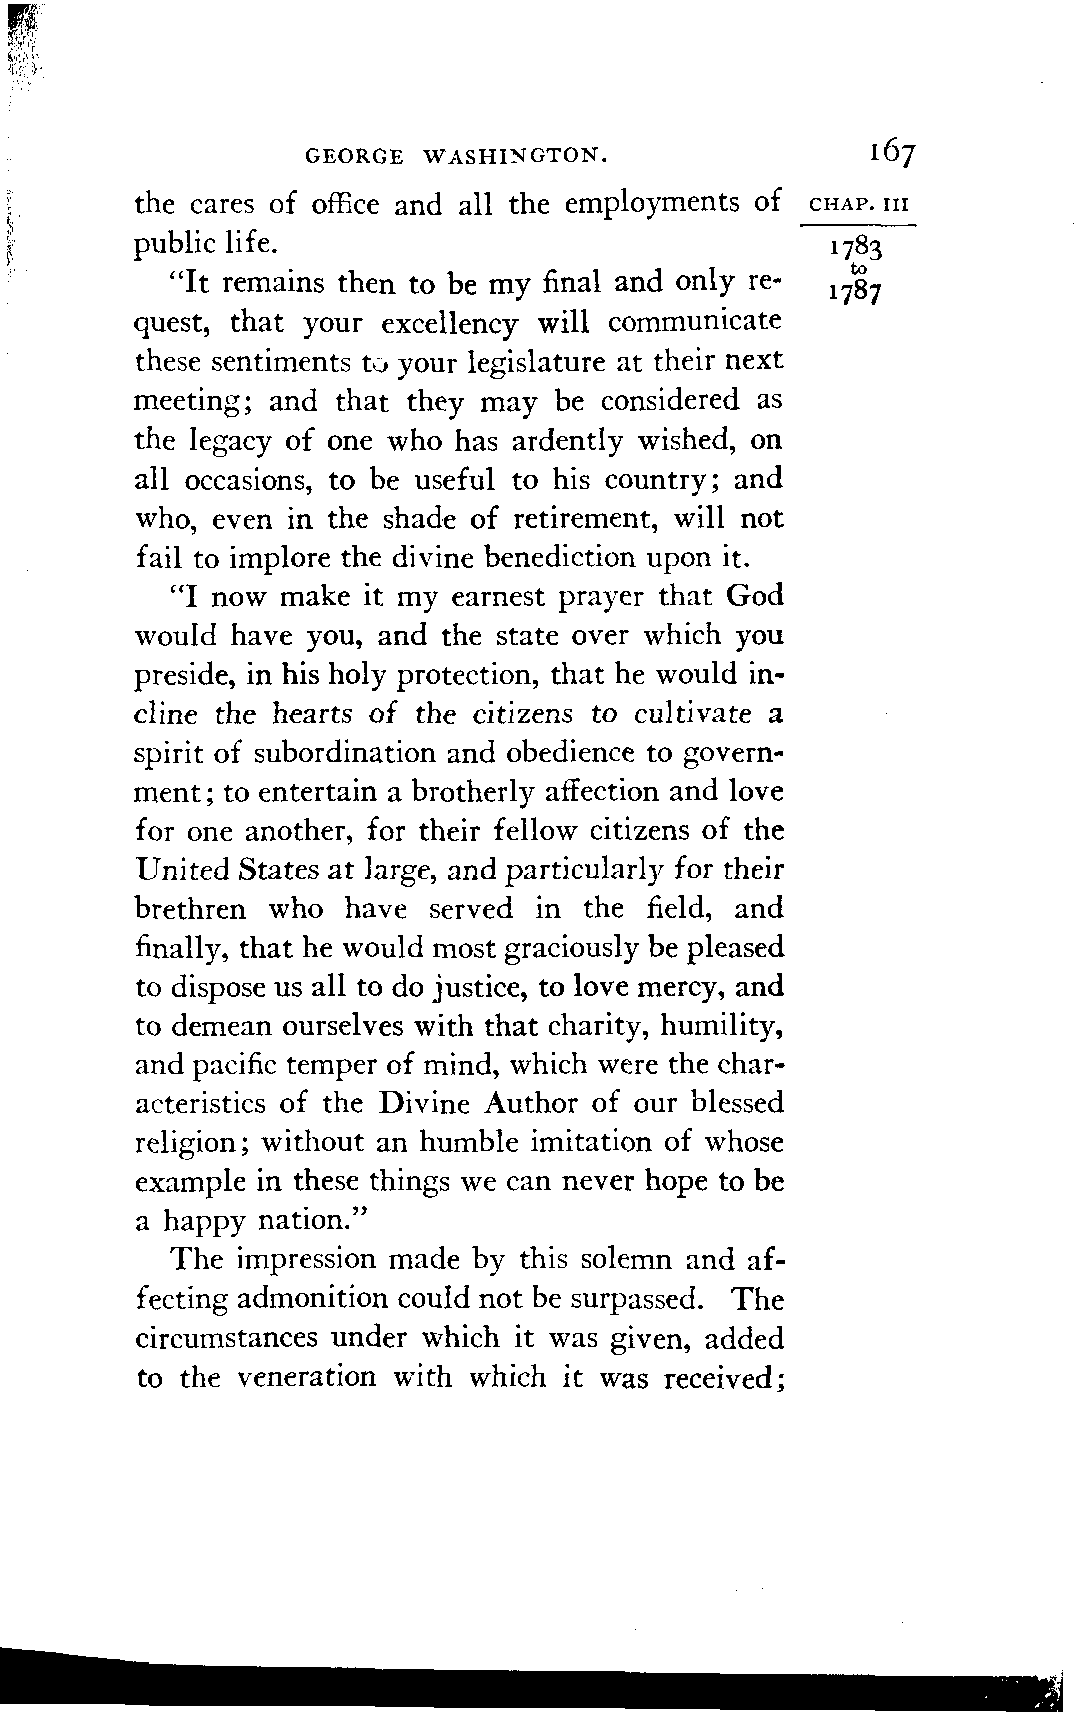 GEORGE WASHINGTON. 167
the cares of office and all the employments of
public life.
CHAP. III
1783
to
1787
"It remains then to be my final and only re-
quest, that your excellency will communicate
these sentiments to your legislature at their next
meeting; and that they may be considered as
the legacy of one who has ardently wished, on
all occasions, to be useful to his country; and
who, even in the shade of retirement, will not
fail to implore the divine benediction upon it.
"I now make it my earnest prayer that God
would have you, and the state over which you
preside, in his holy protection, that he would in-
cline the hearts of the citizens to cultivate a
spirit of subordination and obedience to govern-
ment; to entertain a brotherly affection and love
for one another, for their fellow citizens of the
United States at large, and particularly for their
brethren who have served in the field, and
finally, that he would most graciously be pleased
to dispose us all to do justice, to love mercy, and
to demean ourselves with that charity, humility,
and pacific temper of mind, which were the char-
acteristics of the Divine Author of our blessed
religion; without an humble imitation of whose
example in these things we can never hope to be
a happy nation."
The impression made by this solemn and af-
fecting admonition could not be surpassed. The
circumstances under which it was given, added
to the veneration with which it was received;